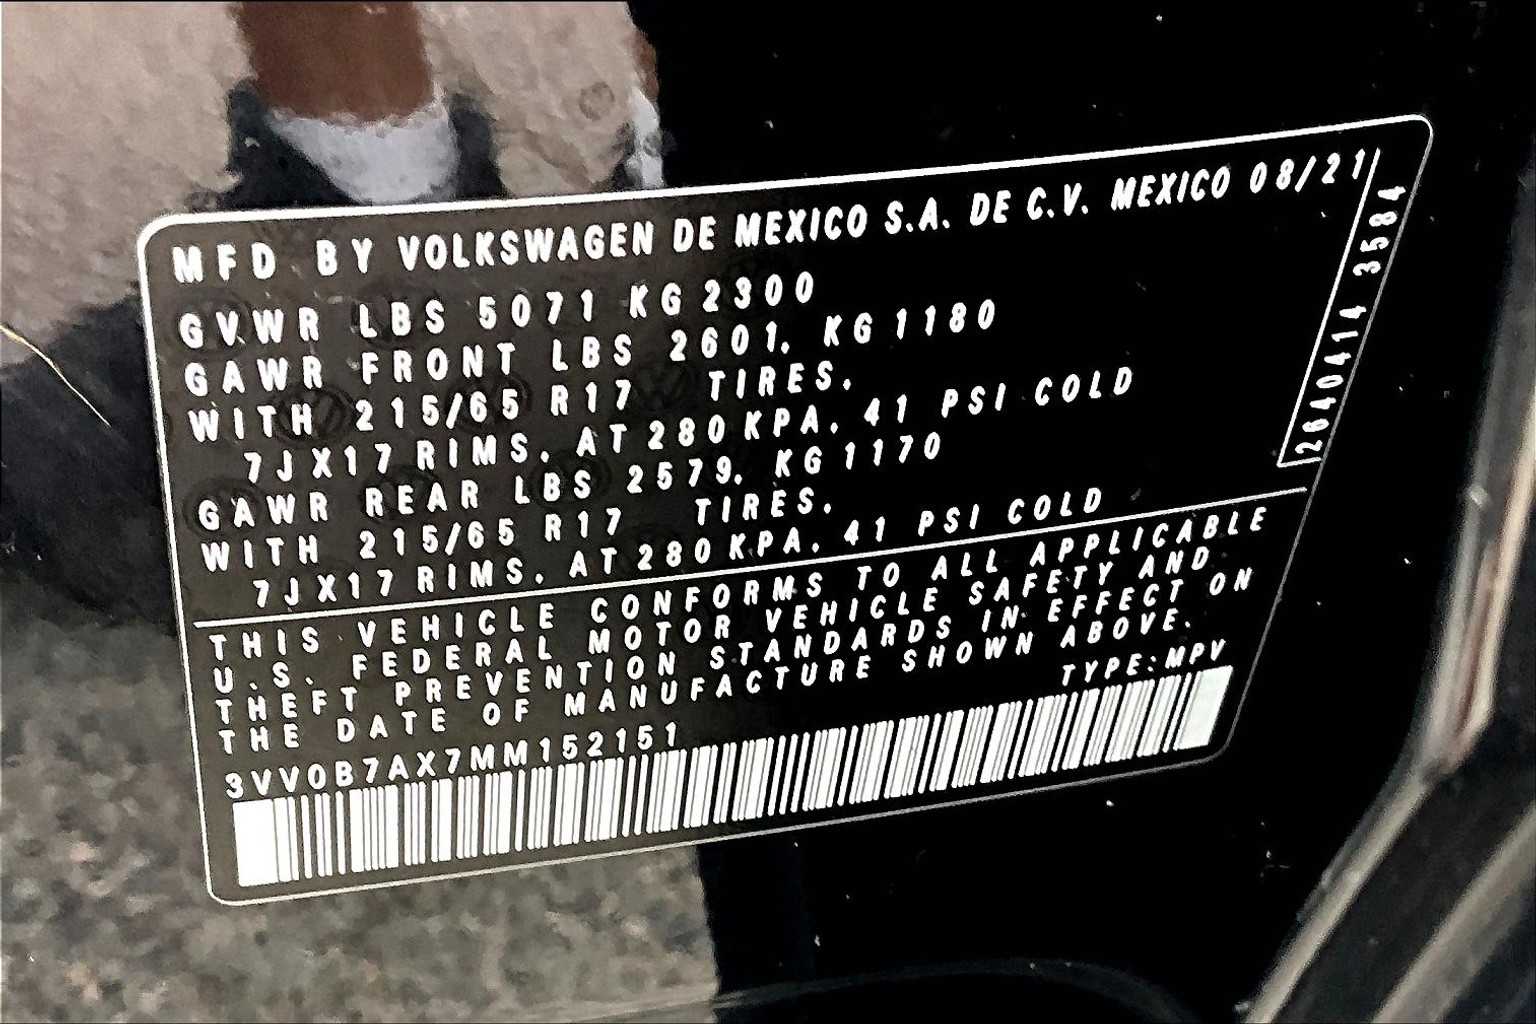 MFD BY VOLKSWAGEN DE MEXICO S.A. DE C.V. MEXICO 08/21
GVWR LBS 5071 KG 2300
GAWR FRONT LBS 2601. KG 1180
WITH 215/65 R17 TIRES.
7JX17 RIMS. AT 280 KPA. 41 PSI COLD
GAWR REAR LBS 2579. KG 1170
WITH 215/65 R17 TIRES.
7JX17 RIMS. AT 280 KPA. 41 PSI COLD
2640414 3584
THIS VEHICLE CONFORMS TO ALL APPLICABLE
U.S. FEDERAL MOTOR VEHICLE SAFETY AND
THEFT PREVENTION STANDARDS IN EFFECT ON
THE DATE OF MANUFACTURE SHOWN ABOVE.
TYPE:MPV
3VV0B7AX7MM152151